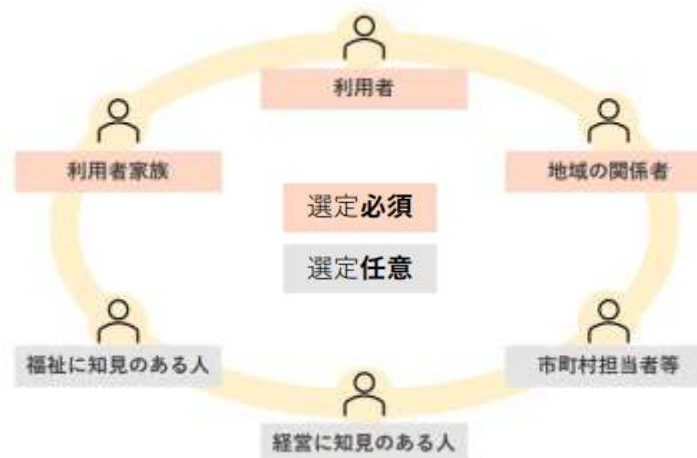 利用者
利用者家族
地域の関係者
選定必須
選定任意
福祉に知見のある人
市町村担当者等
経営に知見のある人